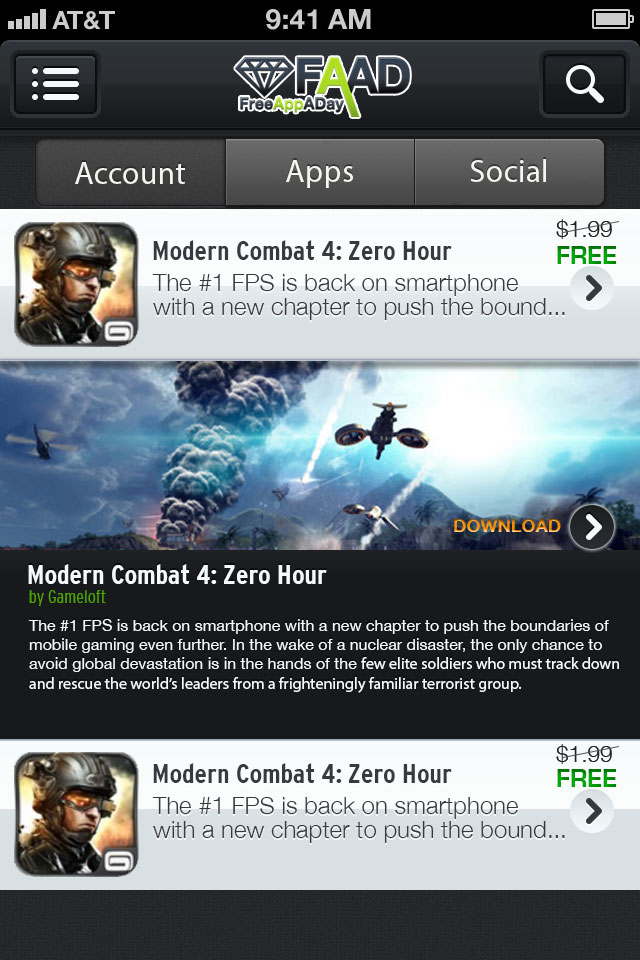 AT&T 9:41 AM
FAAD
FreeAppADay
Account Apps Social
$1.99
Modern Combat 4: Zero Hour
FREE
The #1 FPS is back on smartphone
with a new chapter to push the bound...
DOWNLOAD
Modern Combat 4: Zero Hour
by Gameloft
The #1 FPS is back on smartphone with a new chapter to push the boundaries of
mobile gaming even further. In the wake of a nuclear disaster, the only chance to
avoid global devastation is in the hands of the few elite soldiers who must track down
and rescue the world's leaders from a frighteningly familiar terrorist group.
$1.99
Modern Combat 4: Zero Hour
FREE
The #1 FPS is back on smartphone
with a new chapter to push the bound...